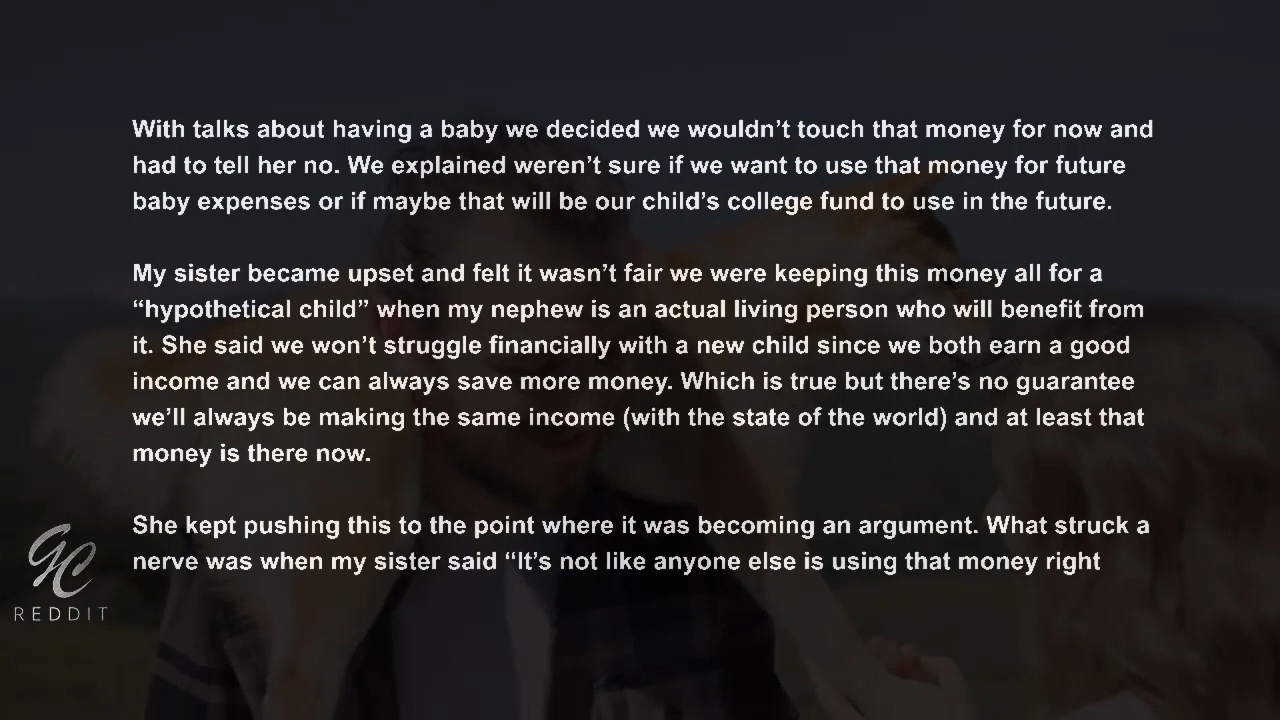 With talks about having a baby we decided we wouldn’t touch that money for now and
had to tell her no. We explained weren’t sure if we want to use that money for future
baby expenses or if maybe that will be our child’s college fund to use in the future.
My sister became upset and felt it wasn’t fair we were keeping this money all for a
“hypothetical child” when my nephew is an actual living person who will benefit from
it. She said we won’t struggle financially with a new child since we both earn a good
income and we can always save more money. Which is true but there’s no guarantee
we’ll always be making the same income (with the state of the world) and at least that
money is there now.
She kept pushing this to the point where it was becoming an argument. What struck a
nerve was when my sister said “It’s not like anyone else is using that money right
GC
REDDIT